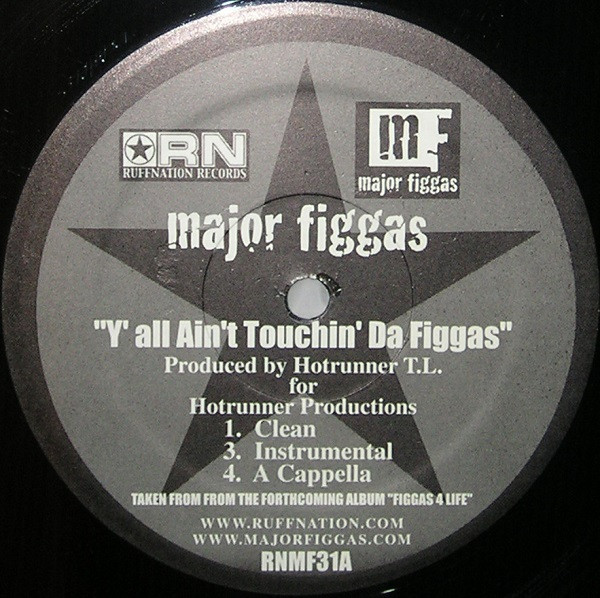 RN
RUFFNATION RECORDS
mF
major figgas
major figgas
"Y' all Ain't Touchin' Da Figgas"
Produced by Hotrunner T.L.
for
Hotrunner Productions
1. Clean
3. Instrumental
4. A Cappella
TAKEN FROM FROM THE FORTHCOMING ALBUM "FIGGAS 4 LIFE"
WWW.RUFFNATION.COM
WWW.MAJORFIGGAS.COM
RNMF31A